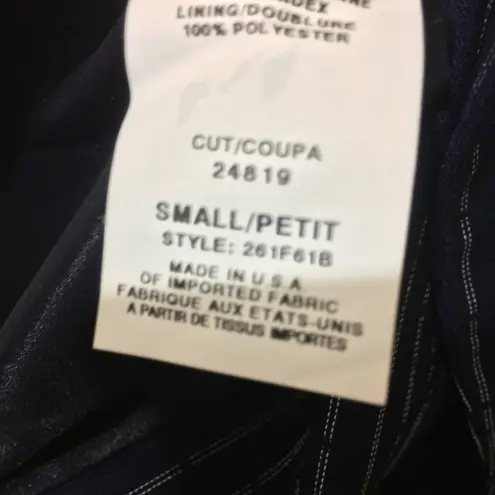 LINING/DOUBLURE
100% POLYESTER
CUT/COUPA
24819
SMALL/PETIT
STYLE: 261F61B
MADE IN U.S.A
OF IMPORTED FABRIC
FABRIQUE AUX ETATS-UNIS
A PARTIR DE TISSUS IMPORTES